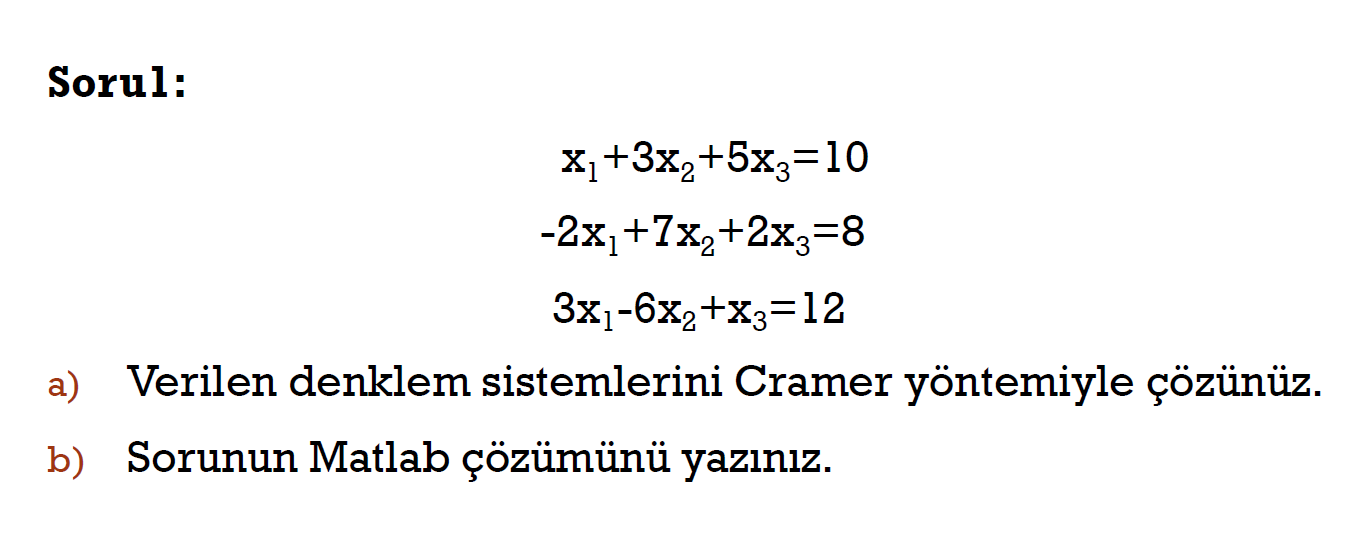 Soru1:
x₁+3x₂+5x₃=10
-2x₁+7x₂+2x₃=8
3x₁-6x₂+x₃=12
a) Verilen denklem sistemlerini Cramer yöntemiyle çözünüz.
b) Sorunun Matlab çözümünü yazınız.